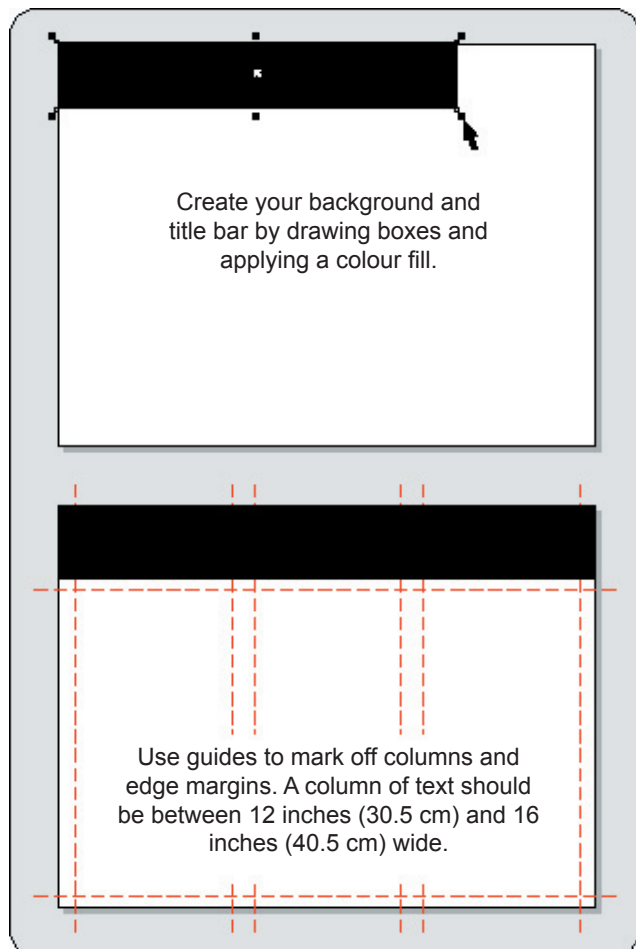 Create your background and
title bar by drawing boxes and
applying a colour fill.
Use guides to mark off columns and
edge margins. A column of text should
be between 12 inches (30.5 cm) and 16
inches (40.5 cm) wide.